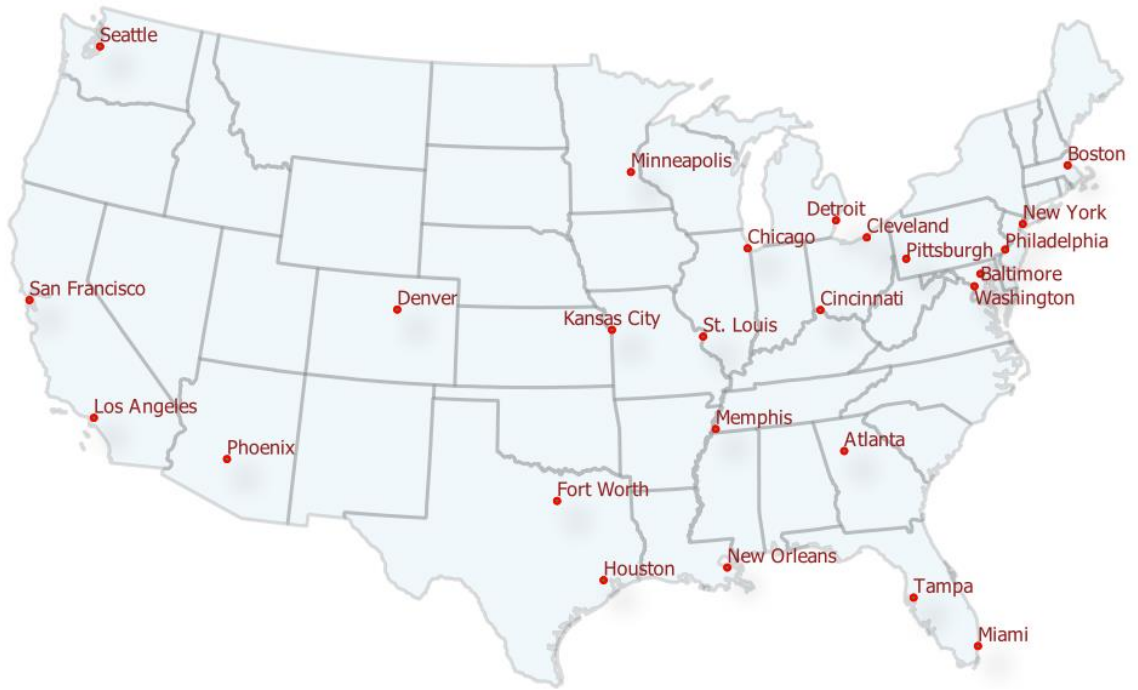 Seattle
Minneapolis
Boston
Detroit
New York
Cleveland
Chicago
Philadelphia
Pittsburgh
Baltimore
San Francisco
Denver
Cincinnati
Washington
Kansas City
St. Louis
Los Angeles
Memphis
Phoenix
Atlanta
Fort Worth
New Orleans
Houston
Tampa
Miami